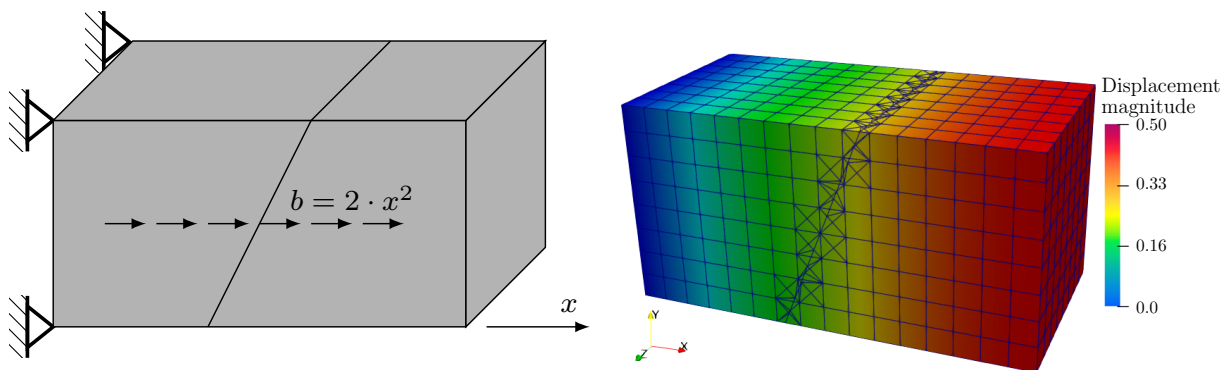 b = 2 · x²
x
Displacement
magnitude
0.50
0.33
0.16
0.0
Y
X
Z